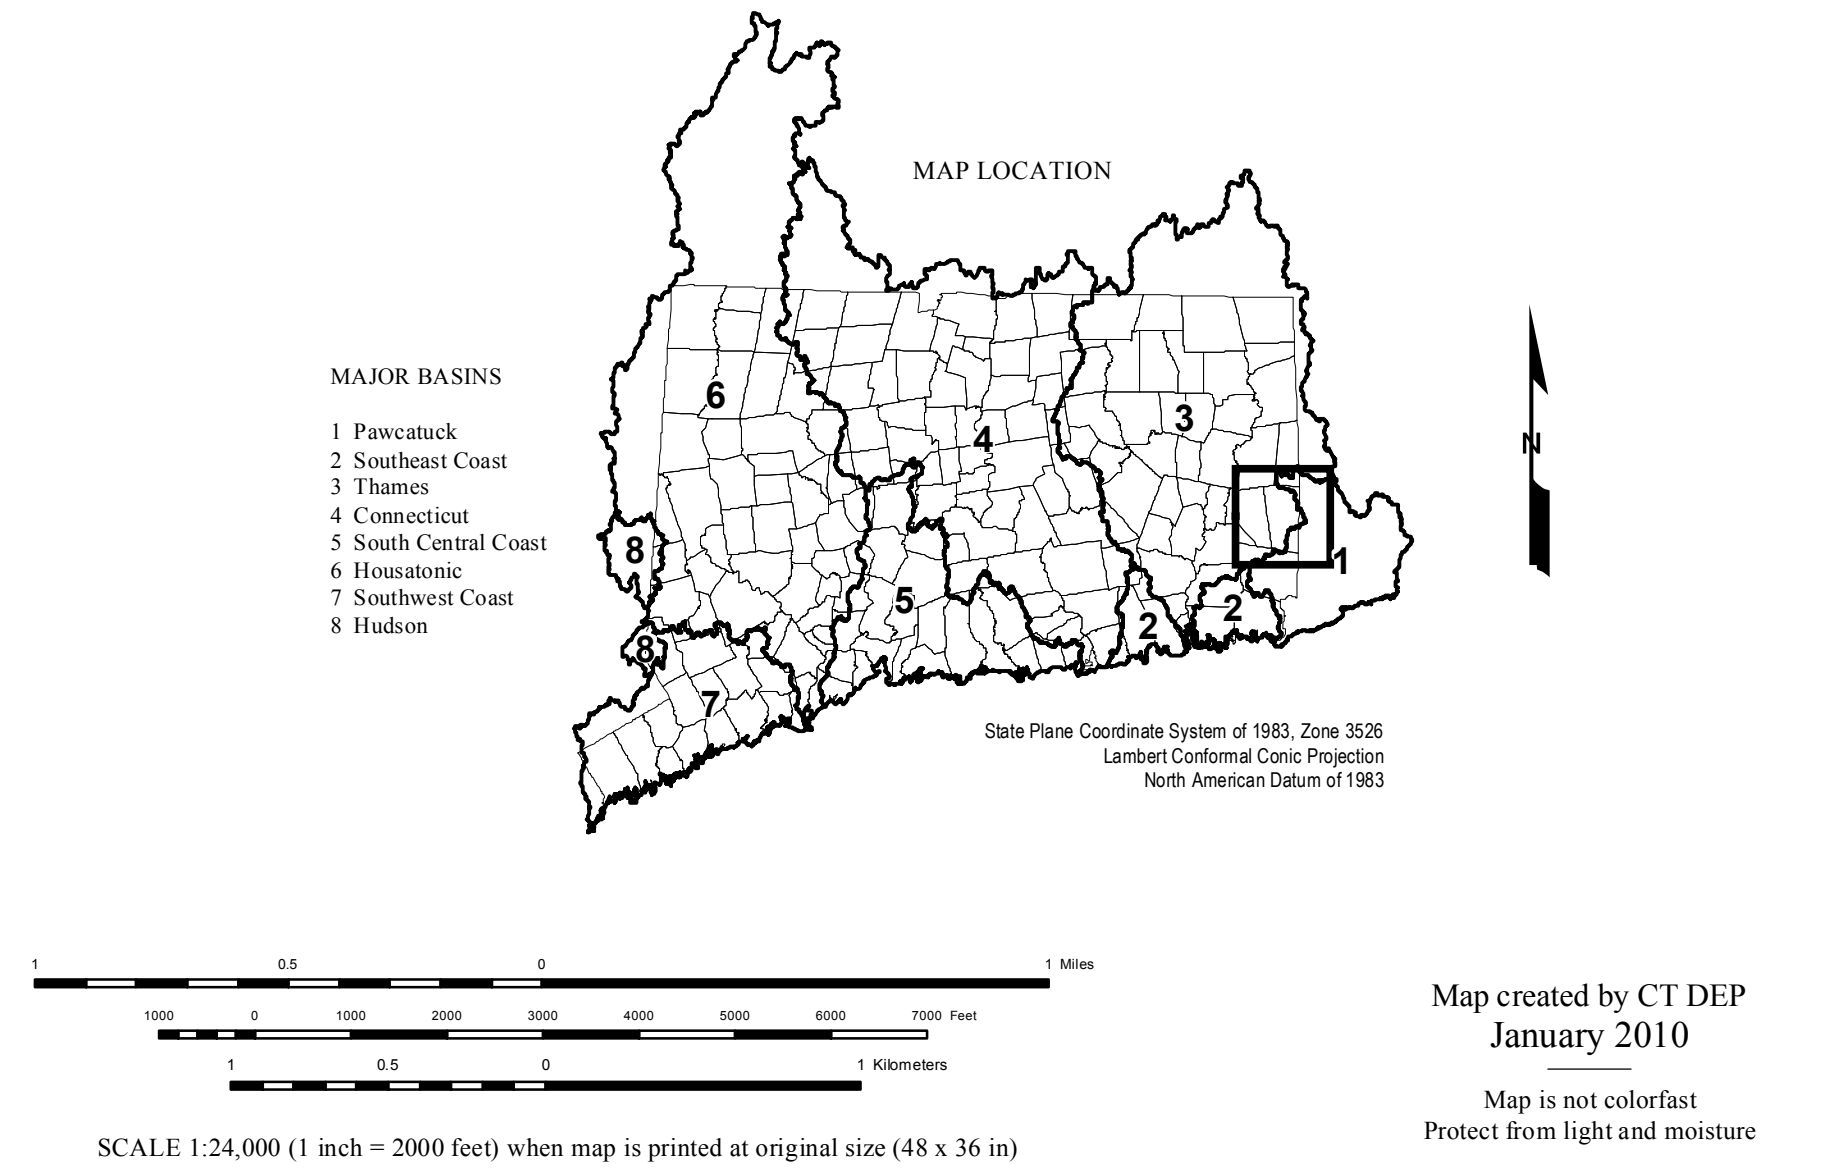 MAP LOCATION
MAJOR BASINS
1 Pawcatuck
2 Southeast Coast
3 Thames
4 Connecticut
5 South Central Coast
6 Housatonic
7 Southwest Coast
8 Hudson
6
3
4
8
1
5
2
2
8
7
N
State Plane Coordinate System of 1983, Zone 3526
Lambert Conformal Conic Projection
North American Datum of 1983
1 0.5 0 1 Miles
1000 0 1000 2000 3000 4000 5000 6000 7000 Feet
1 0.5 0 1 Kilometers
SCALE 1:24,000 (1 inch = 2000 feet) when map is printed at original size (48 x 36 in)
Map created by CT DEP
January 2010
Map is not colorfast
Protect from light and moisture